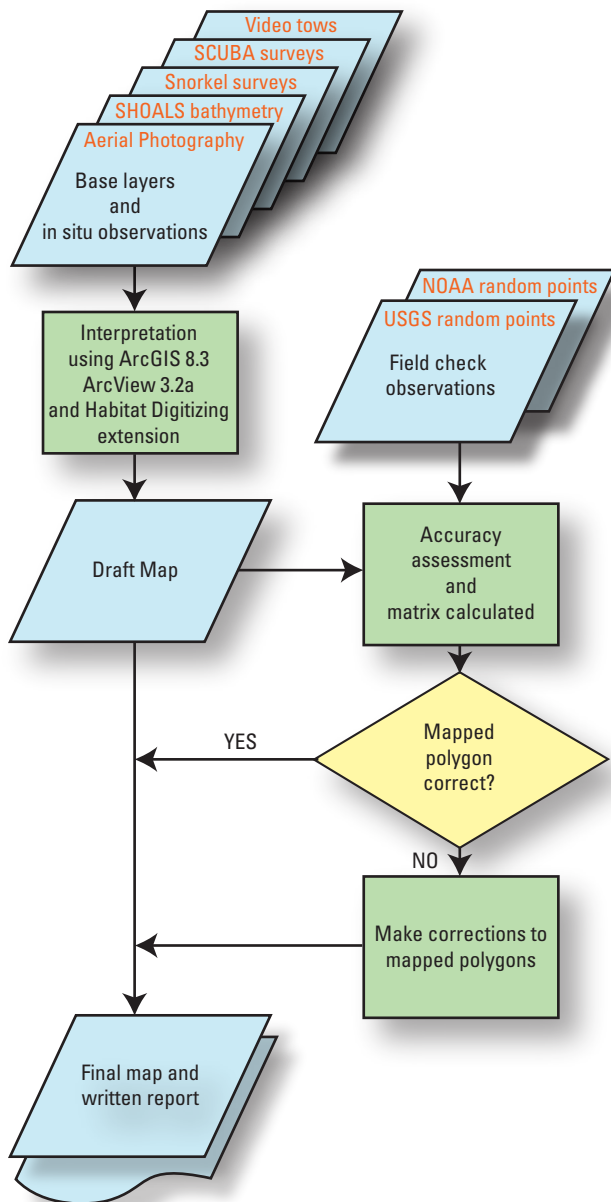 Video tows
SCUBA surveys
Snorkel surveys
SHOALS bathymetry
Aerial Photography
Base layers
and
in situ observations
Interpretation
using ArcGIS 8.3
ArcView 3.2a
and Habitat Digitizing
extension
NOAA random points
USGS random points
Field check
observations
Draft Map
Accuracy
assessment
and
matrix calculated
Mapped
polygon
correct?
YES
NO
Make corrections to
mapped polygons
Final map and
written report